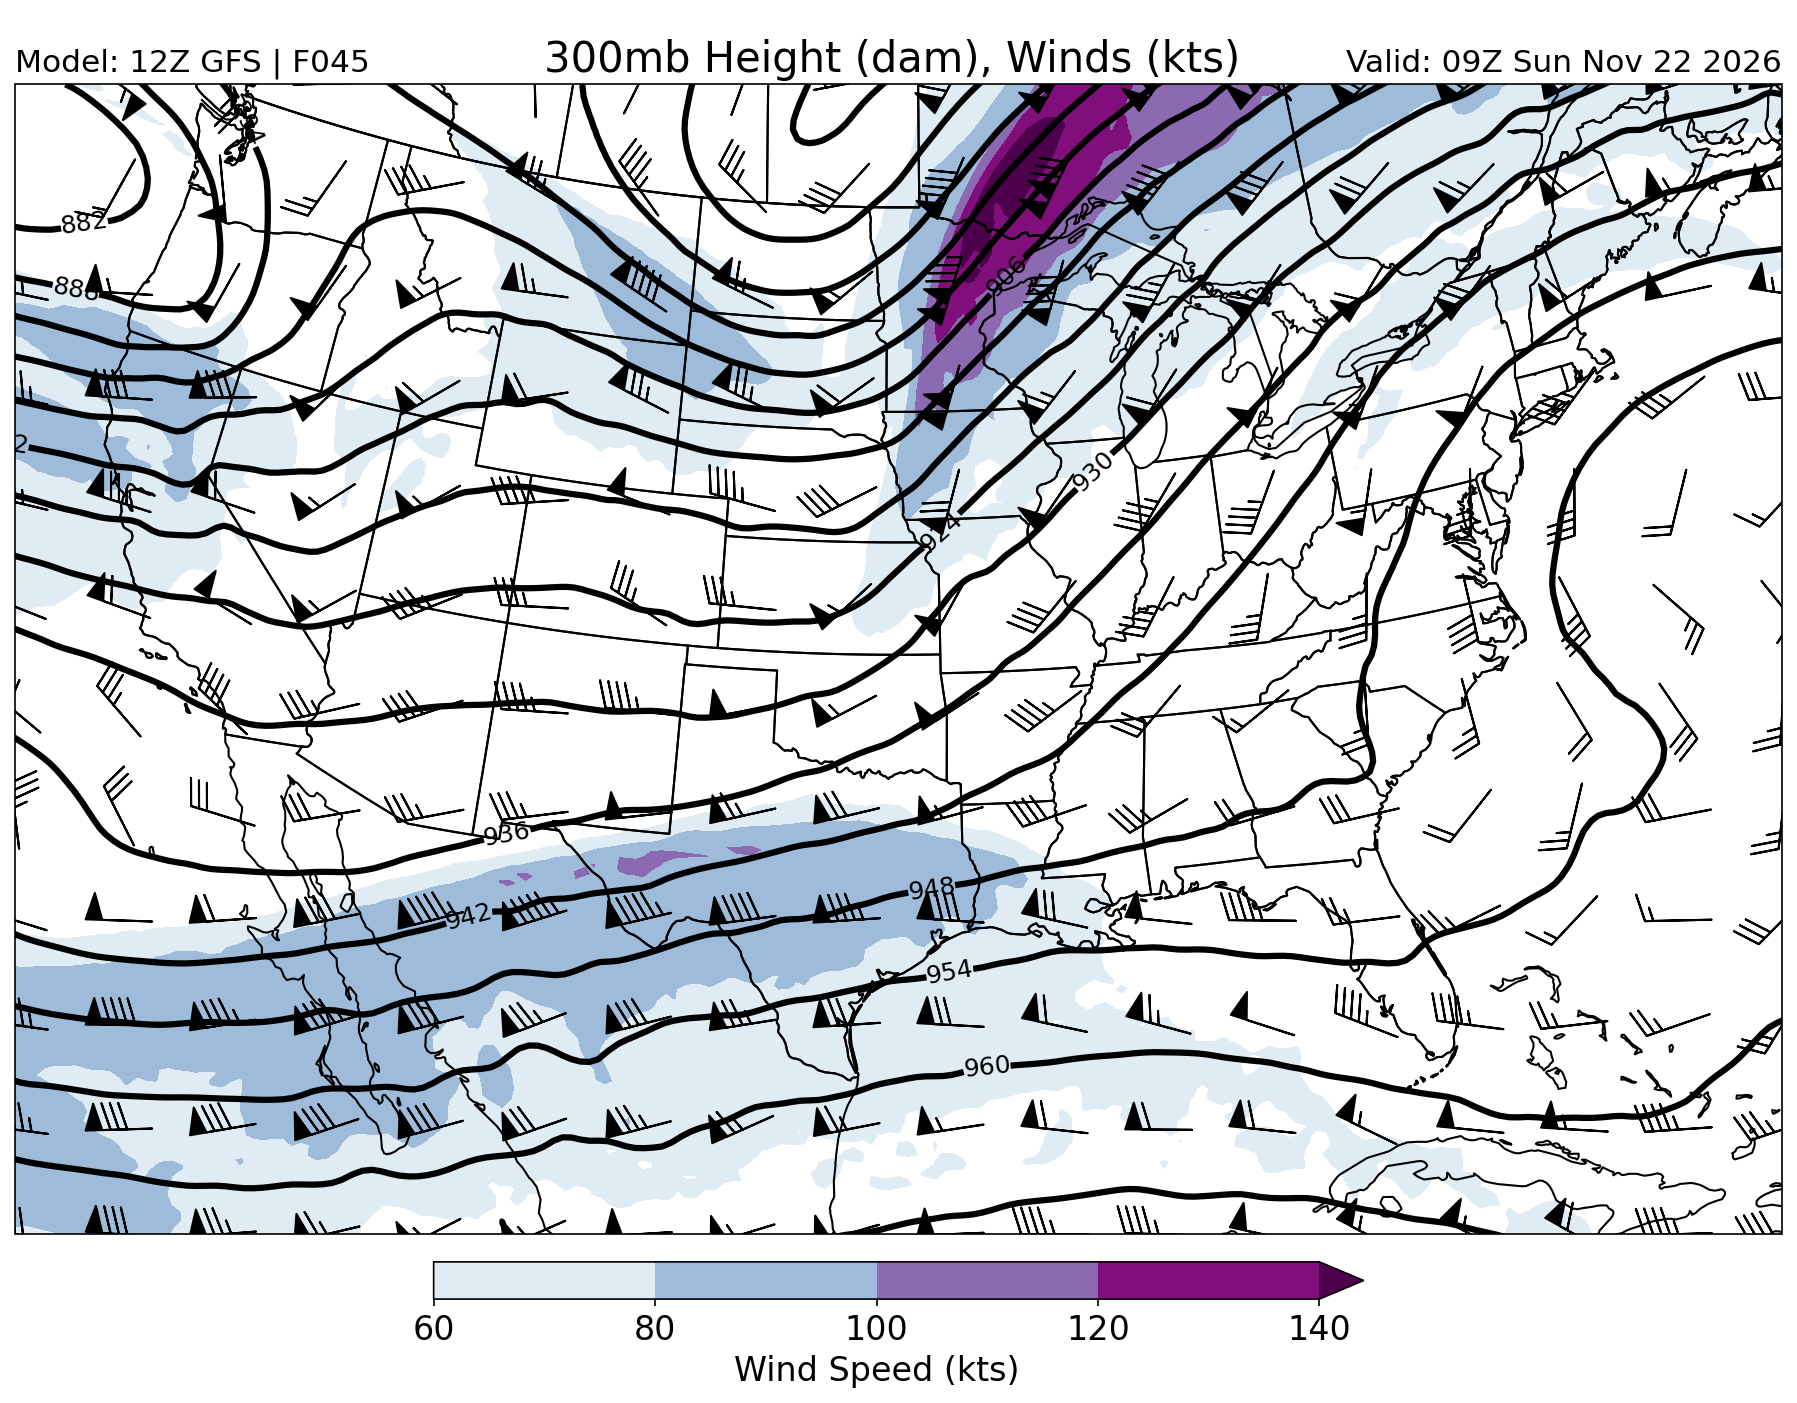 Model: 12Z GFS | F045
300mb Height (dam), Winds (kts)
Valid: 09Z Sun Nov 22 2026
882
888
906
2
930
924
936
948
942
954
960
60 80 100 120 140
Wind Speed (kts)